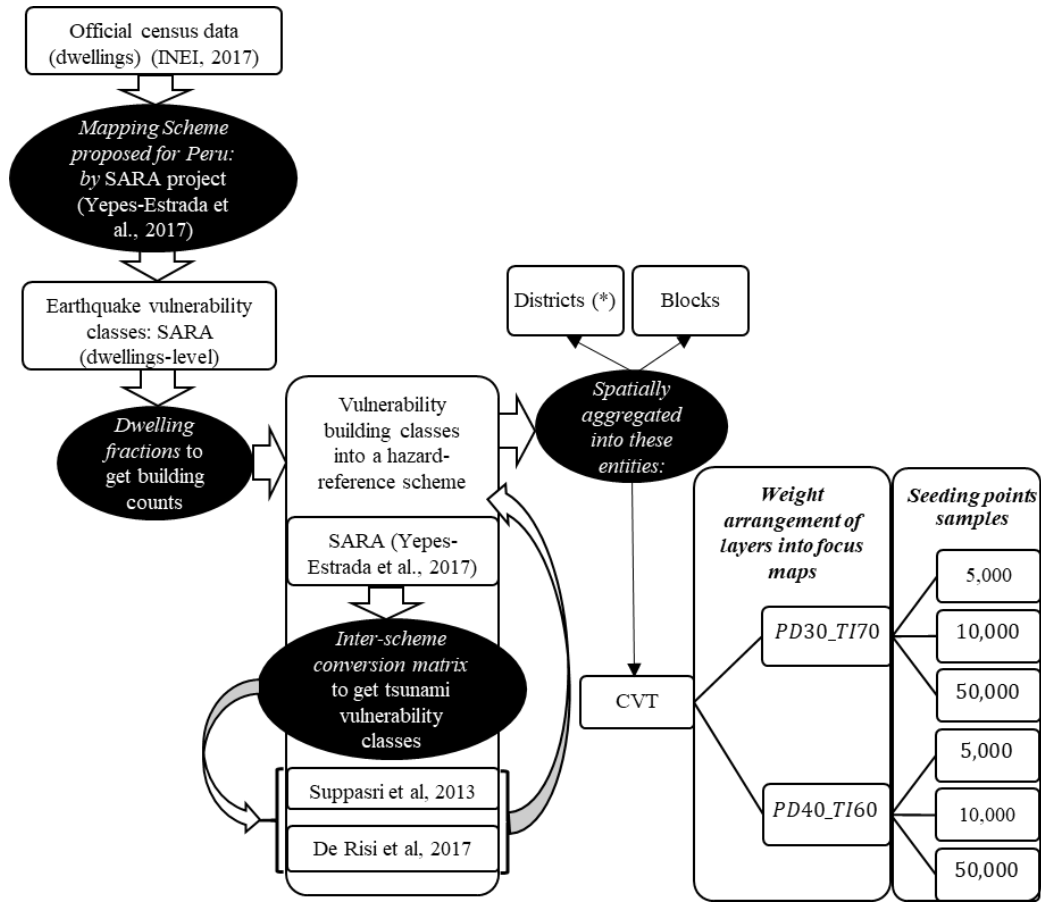 Official census data
(dwellings) (INEI, 2017)
Mapping Scheme
proposed for Peru:
by SARA project
(Yepes-Estrada et
al., 2017)
Earthquake vulnerability
classes: SARA
(dwellings-level)
Dwelling
fractions to
get building
counts
Vulnerability
building classes
into a hazard-
reference scheme
SARA (Yepes-
Estrada et al., 2017)
Inter-scheme
conversion matrix
to get tsunami
vulnerability
classes
Suppasri et al, 2013
De Risi et al, 2017
Districts (*)
Blocks
Spatially
aggregated
into these
entities:
CVT
Weight
arrangement of
layers into focus
maps
PD30_TI70
PD40_TI60
Seeding points
samples
5,000
10,000
50,000
5,000
10,000
50,000